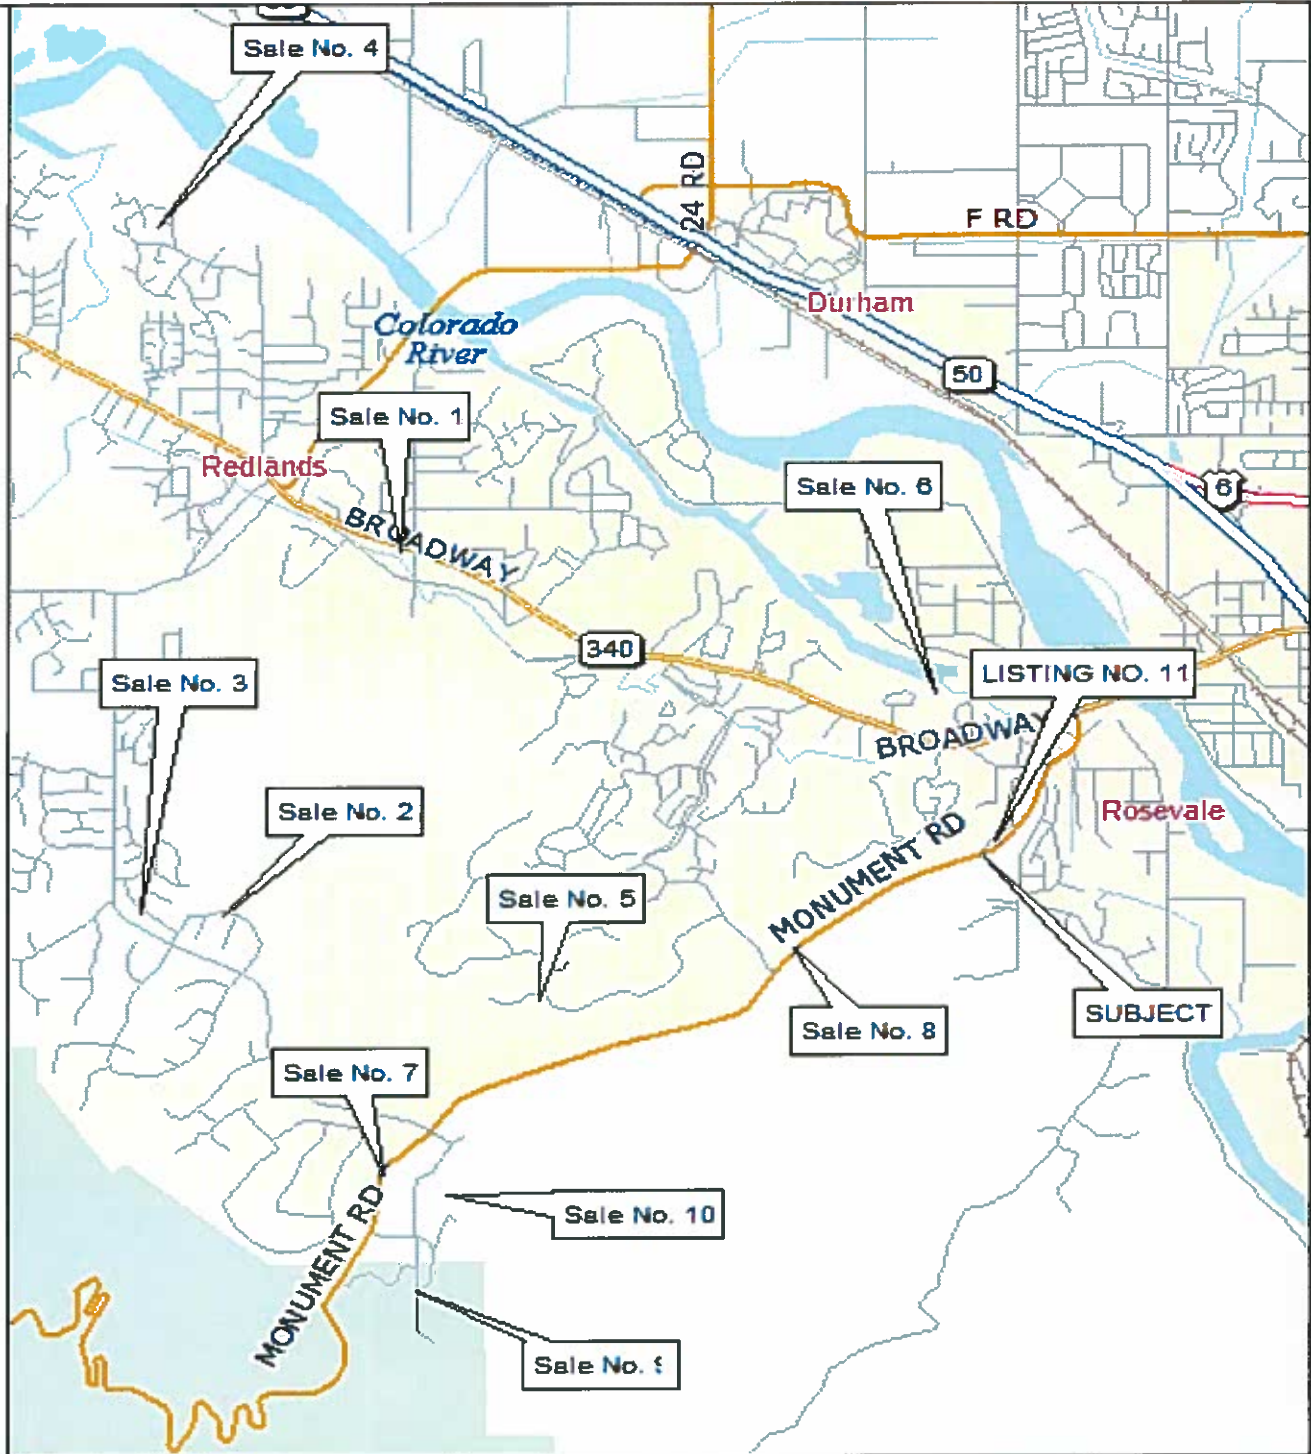 Sale No. 4
24 RD
F RD
Durham
Colorado
River
50
Sale No. 1
Redlands
BROADWAY
Sale No. 6
6
340
LISTING NO. 11
Sale No. 3
BROADWAY
Sale No. 2
Rosevale
MONUMENT RD
Sale No. 5
SUBJECT
Sale No. 8
Sale No. 7
Sale No. 10
MONUMENT RD
Sale No.